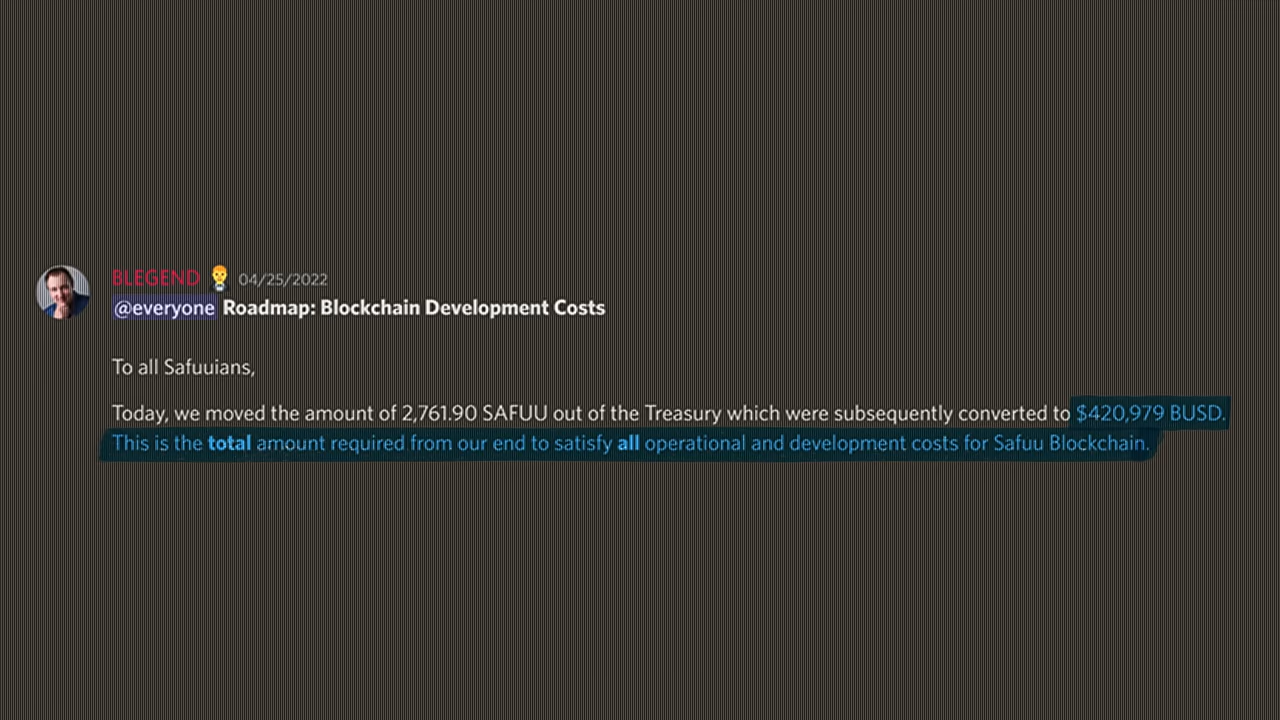 BLEGEND 04/25/2022
@everyone Roadmap: Blockchain Development Costs
To all Safuuians,
Today, we moved the amount of 2,761.90 SAFUU out of the Treasury which were subsequently converted to $420,979 BUSD.
This is the total amount required from our end to satisfy all operational and development costs for Safuu Blockchain.